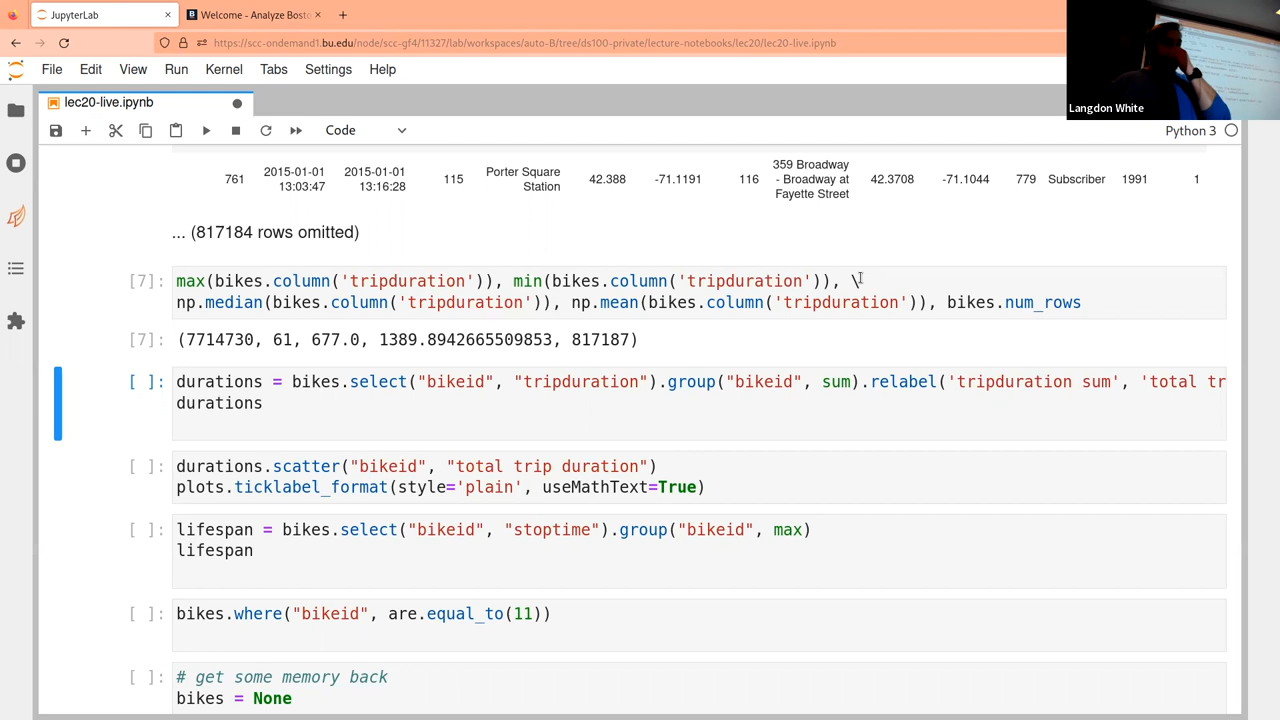 JupyterLab
Welcome - Analyze Bosto
https://scc-ondemand1.bu.edu/node/scc-gf4/11327/lab/workspaces/auto-B/tree/ds100-private/lecture-notebooks/lec20/lec20-live.ipynb
File Edit View Run Kernel Tabs Settings Help
Langdon White
lec20-live.ipynb
Code
Python 3
761 2015-01-01 13:03:47 2015-01-01 13:16:28 115 Porter Square Station 42.388 -71.1191 116 359 Broadway - Broadway at Fayette Street 42.3708 -71.1044 779 Subscriber 1991 1
... (817184 rows omitted)
[7]: max(bikes.column('tripduration')), min(bikes.column('tripduration')), \
np.median(bikes.column('tripduration')), np.mean(bikes.column('tripduration')), bikes.num_rows
[7]: (7714730, 61, 677.0, 1389.8942665509853, 817187)
[ ]: durations = bikes.select("bikeid", "tripduration").group("bikeid", sum).relabel('tripduration sum', 'total tr
durations
[ ]: durations.scatter("bikeid", "total trip duration")
plots.ticklabel_format(style='plain', useMathText=True)
[ ]: lifespan = bikes.select("bikeid", "stoptime").group("bikeid", max)
lifespan
[ ]: bikes.where("bikeid", are.equal_to(11))
[ ]: # get some memory back
bikes = None